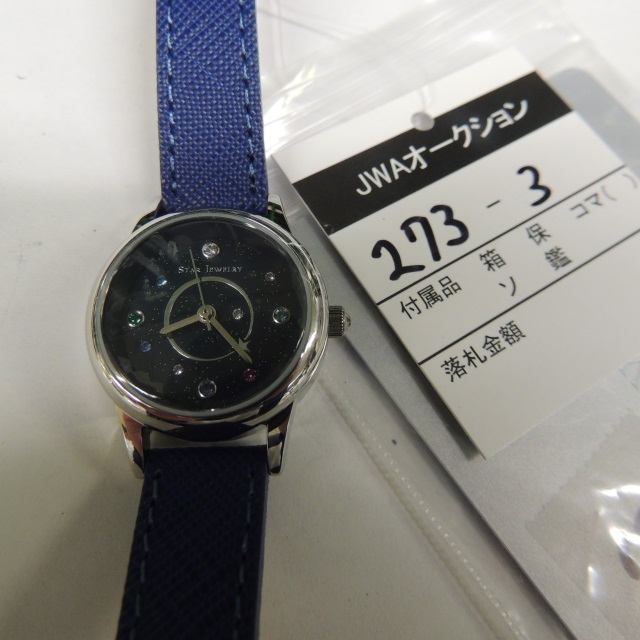 STAR JEWELRY
JWAオークション
273-3
付属品 箱 保 コマ( )
ソ 鑑
落札金額